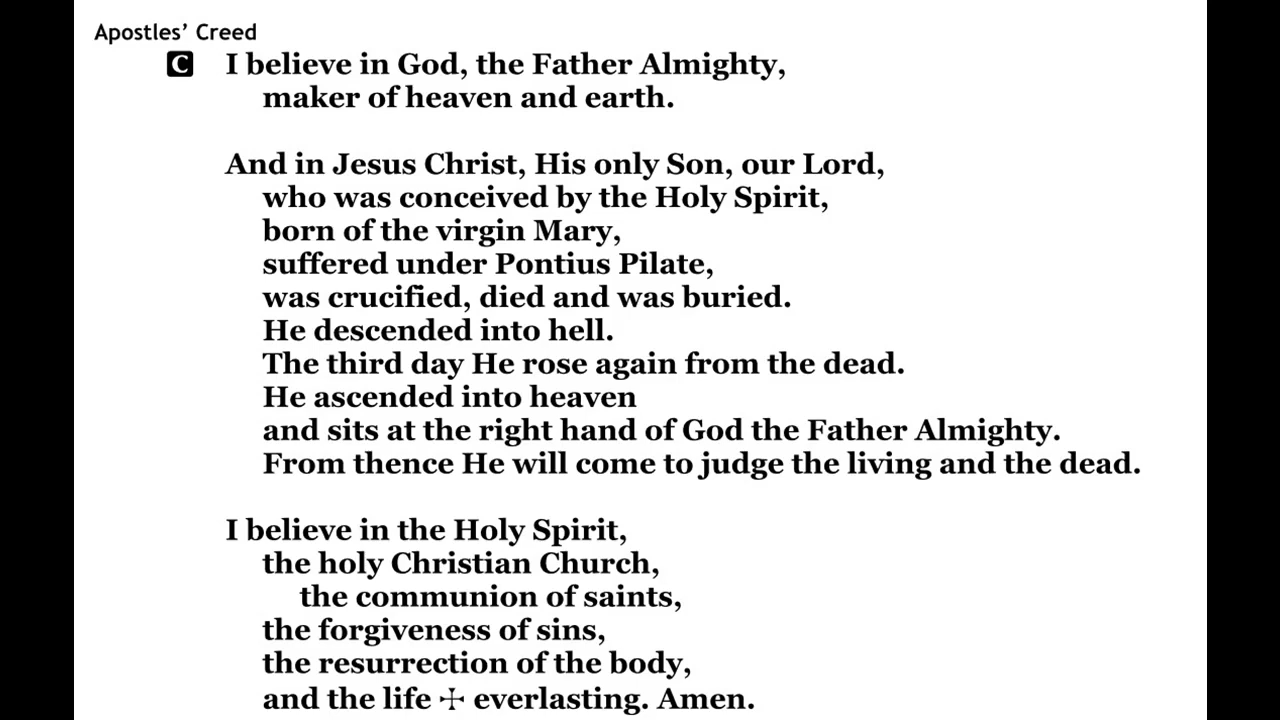 Apostles’ Creed
C I believe in God, the Father Almighty,
maker of heaven and earth.
And in Jesus Christ, His only Son, our Lord,
who was conceived by the Holy Spirit,
born of the virgin Mary,
suffered under Pontius Pilate,
was crucified, died and was buried.
He descended into hell.
The third day He rose again from the dead.
He ascended into heaven
and sits at the right hand of God the Father Almighty.
From thence He will come to judge the living and the dead.
I believe in the Holy Spirit,
the holy Christian Church,
the communion of saints,
the forgiveness of sins,
the resurrection of the body,
and the life ☩ everlasting. Amen.